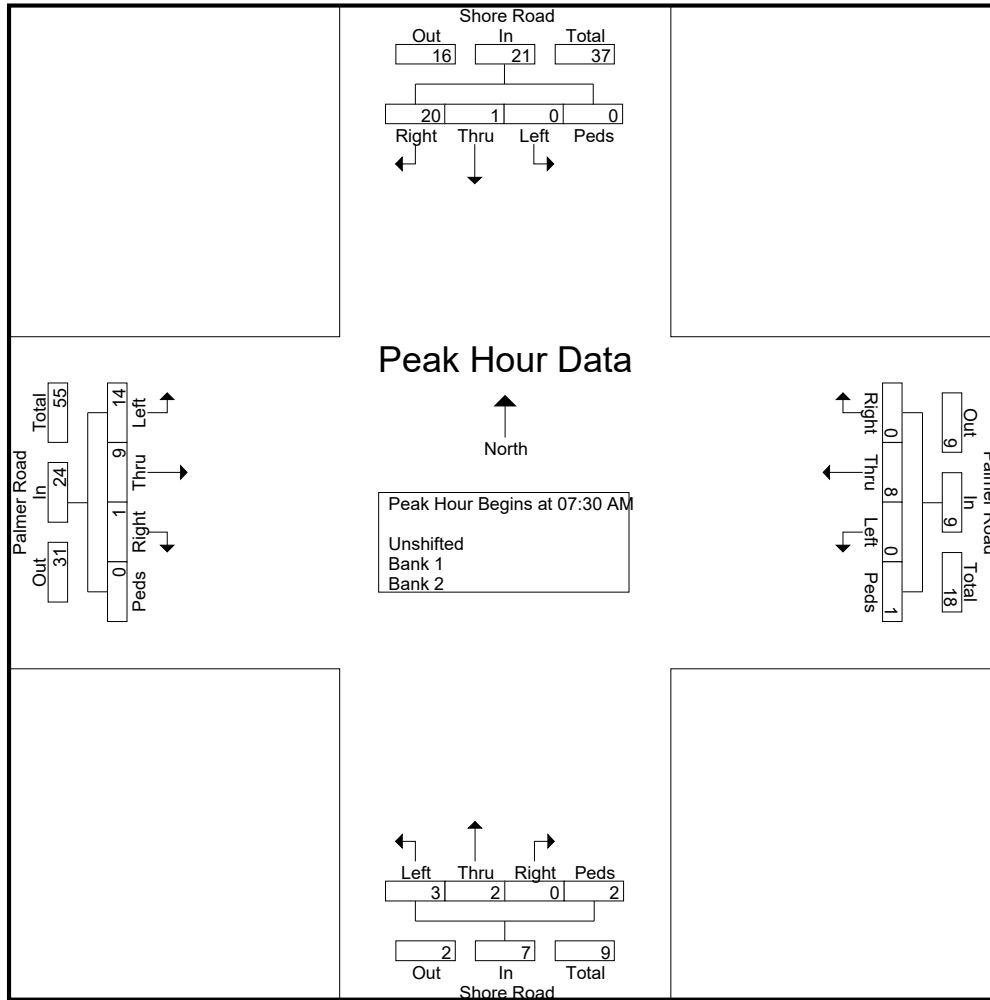 Shore Road
Out In Total
16 21 37
20 1 0 0
Right Thru Left Peds
Peak Hour Data
North
Peak Hour Begins at 07:30 AM
Unshifted
Bank 1
Bank 2
Palmer Road
Total In Out
55 24 31
14 9 1 0
Left Thru Right Peds
Palmer Road
Out In Total
9 9 18
0 8 0 1
Right Thru Left Peds
Left Thru Right Peds
3 2 0 2
2 7 9
Out In Total
Shore Road